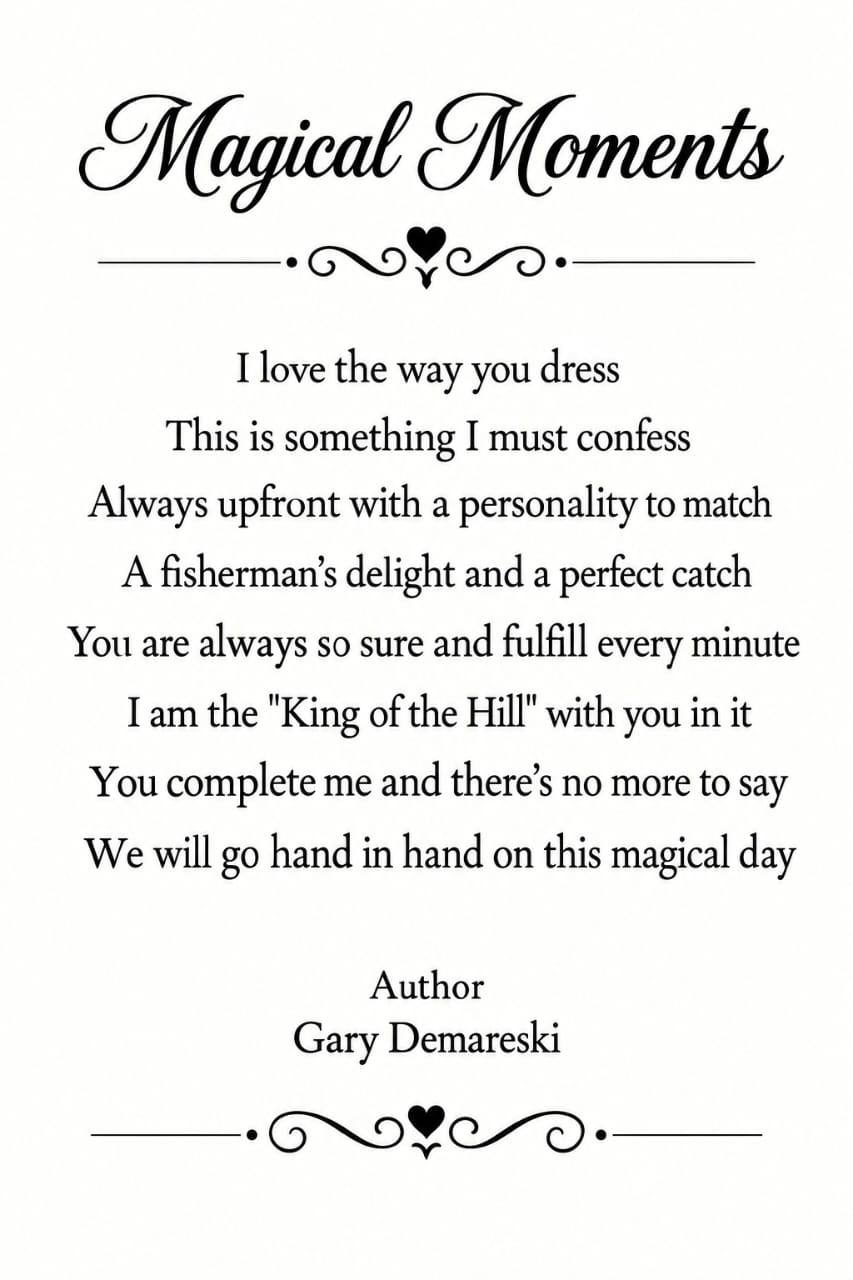 Magical Moments
I love the way you dress
This is something I must confess
Always upfront with a personality to match
A fisherman's delight and a perfect catch
You are always so sure and fulfill every minute
I am the "King of the Hill" with you in it
You complete me and there's no more to say
We will go hand in hand on this magical day
Author
Gary Demareski